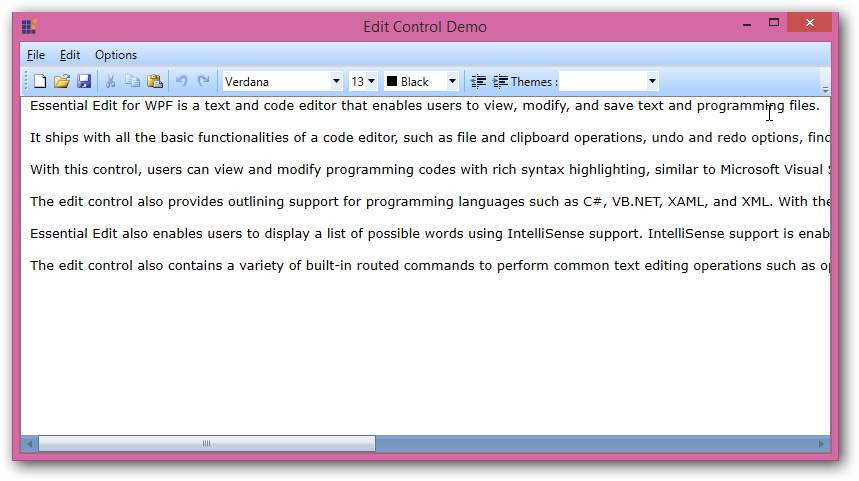 Edit Control Demo
File Edit Options
Verdana 13 Black Themes :
Essential Edit for WPF is a text and code editor that enables users to view, modify, and save text and programming files.
It ships with all the basic functionalities of a code editor, such as file and clipboard operations, undo and redo options, find
With this control, users can view and modify programming codes with rich syntax highlighting, similar to Microsoft Visual
The edit control also provides outlining support for programming languages such as C#, VB.NET, XAML, and XML. With the
Essential Edit also enables users to display a list of possible words using IntelliSense support. IntelliSense support is enab
The edit control also contains a variety of built-in routed commands to perform common text editing operations such as